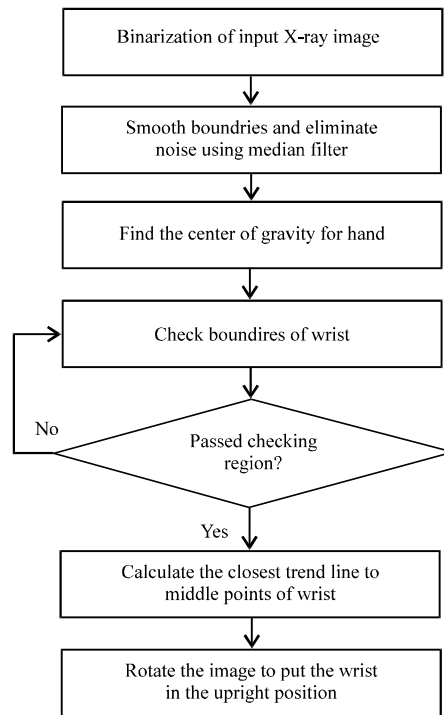 Binarization of input X-ray image
Smooth boundries and eliminate
noise using median filter
Find the center of gravity for hand
Check boundires of wrist
No
Passed checking
region?
Yes
Calculate the closest trend line to
middle points of wrist
Rotate the image to put the wrist
in the upright position